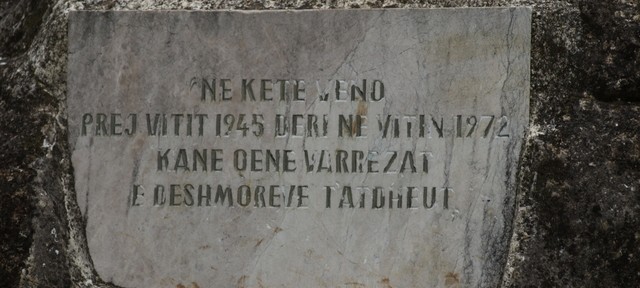 NE KETE VEND
PREJ VITIT 1945 DERI NE VITIN 1972
KANE QENE VARREZAT
E DESHMOREVE TATDHEUT